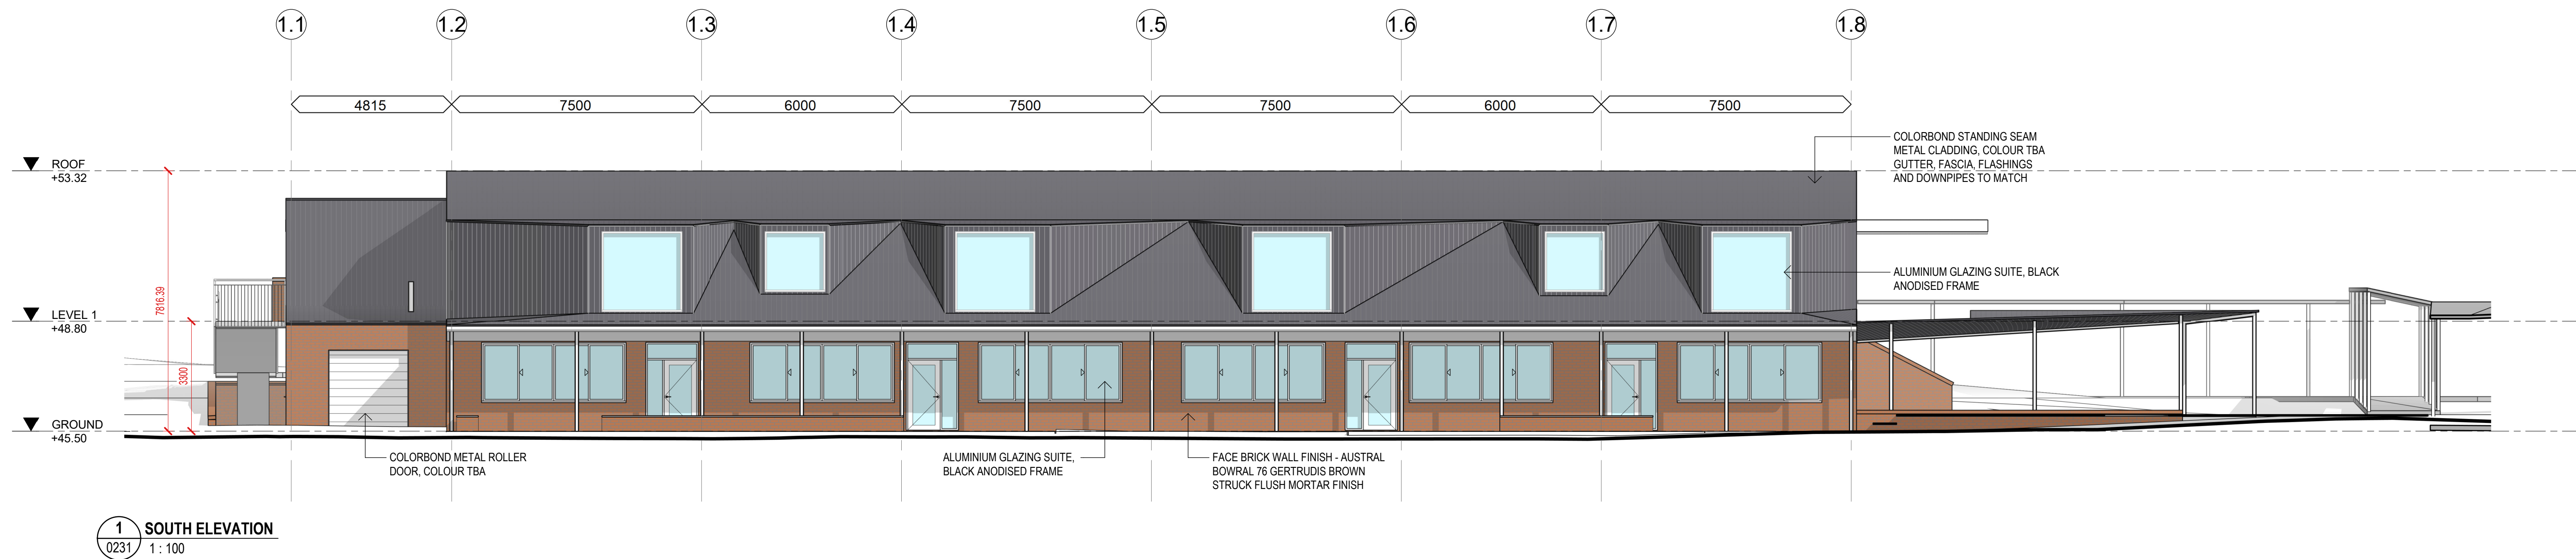 1.1
1.2
1.3
1.4
1.5
1.6
1.7
1.8
4815
7500
6000
7500
7500
6000
7500
COLORBOND STANDING SEAM
METAL CLADDING, COLOUR TBA
GUTTER, FASCIA, FLASHINGS
AND DOWNPIPES TO MATCH
ROOF
+53.32
7816.39
ALUMINIUM GLAZING SUITE, BLACK
ANODISED FRAME
LEVEL 1
+48.80
3300
GROUND
+45.50
COLORBOND METAL ROLLER
DOOR, COLOUR TBA
ALUMINIUM GLAZING SUITE,
BLACK ANODISED FRAME
FACE BRICK WALL FINISH - AUSTRAL
BOWRAL 76 GERTRUDIS BROWN
STRUCK FLUSH MORTAR FINISH
1
SOUTH ELEVATION
0231
1 : 100